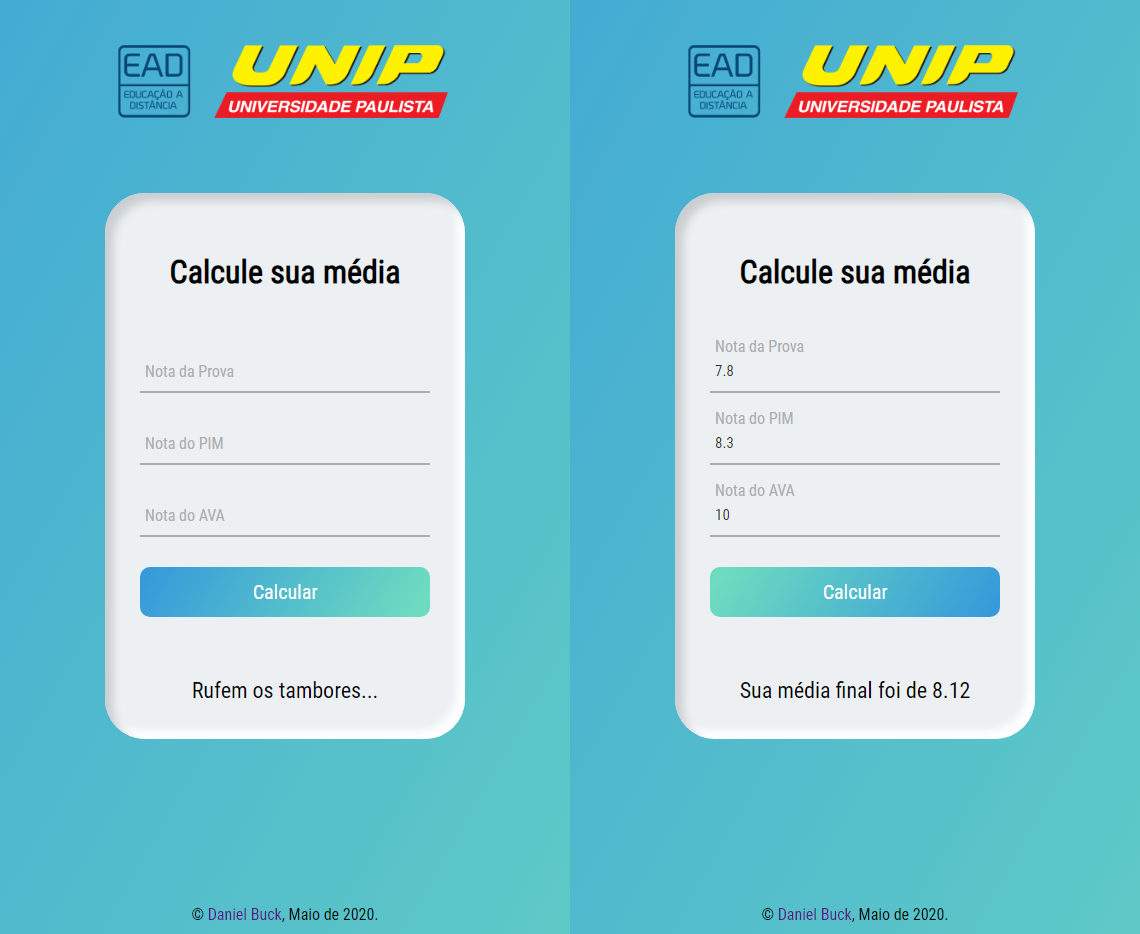 EAD
EDUCAÇÃO A
DISTÂNCIA
UNIP
UNIVERSIDADE PAULISTA
Calcule sua média
Nota da Prova
Nota do PIM
Nota do AVA
Calcular
Rufem os tambores...
© Daniel Buck, Maio de 2020.
EAD
EDUCAÇÃO A
DISTÂNCIA
UNIP
UNIVERSIDADE PAULISTA
Calcule sua média
Nota da Prova
7.8
Nota do PIM
8.3
Nota do AVA
10
Calcular
Sua média final foi de 8.12
© Daniel Buck, Maio de 2020.